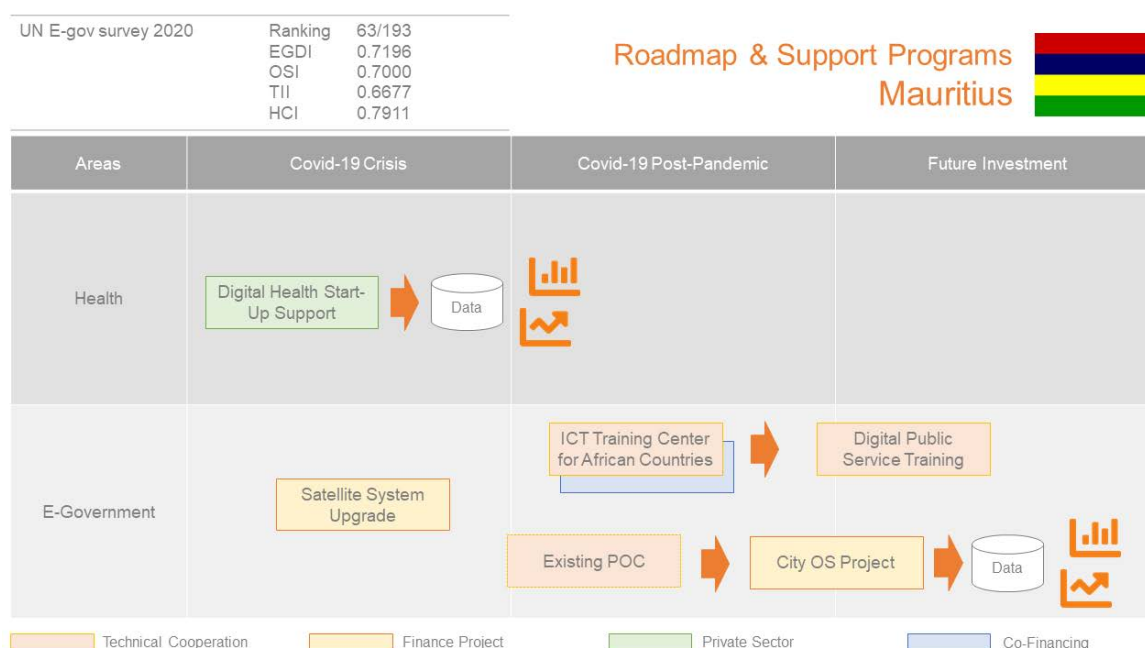 UN E-gov survey 2020
Ranking 63/193
EGDI 0.7196
OSI 0.7000
TII 0.6677
HCI 0.7911
Roadmap & Support Programs
Mauritius
Areas
Covid-19 Crisis
Covid-19 Post-Pandemic
Future Investment
Health
Digital Health Start-
Up Support
Data
E-Government
Satellite System
Upgrade
ICT Training Center
for African Countries
Digital Public
Service Training
Existing POC
City OS Project
Data
Technical Cooperation
Finance Project
Private Sector
Co-Financing